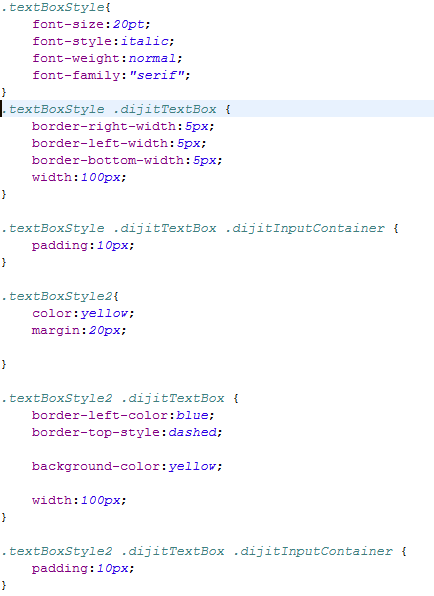 .textBoxStyle{
font-size:20pt;
font-style:italic;
font-weight:normal;
font-family:"serif";
}
.textBoxStyle .dijitTextBox {
border-right-width:5px;
border-left-width:5px;
border-bottom-width:5px;
width:100px;
}
.textBoxStyle .dijitTextBox .dijitInputContainer {
padding:10px;
}
.textBoxStyle2{
color:yellow;
margin:20px;
}
.textBoxStyle2 .dijitTextBox {
border-left-color:blue;
border-top-style:dashed;
background-color:yellow;
width:100px;
}
.textBoxStyle2 .dijitTextBox .dijitInputContainer {
padding:10px;
}